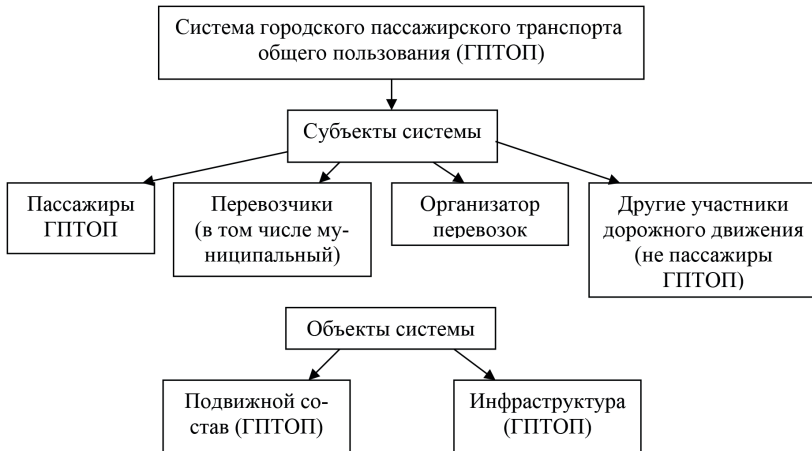 Система городского пассажирского транспорта
общего пользования (ГПТОП)
Субъекты системы
Пассажиры
ГПТОП
Перевозчики
(в том числе му-
ниципальный)
Организатор
перевозок
Другие участники
дорожного движения
(не пассажиры
ГПТОП)
Объекты системы
Подвижной со-
став (ГПТОП)
Инфраструктура
(ГПТОП)